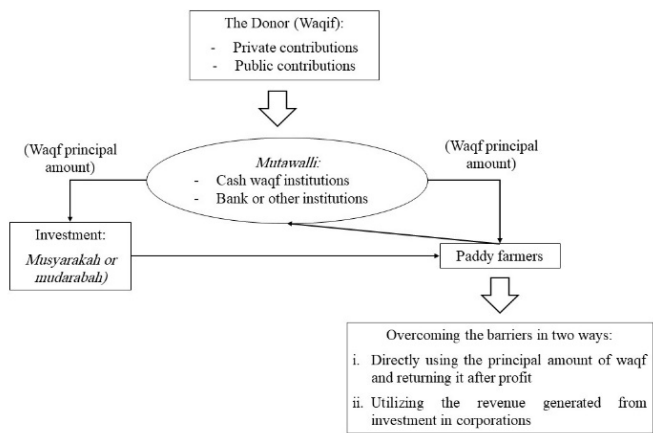 The Donor (Waqif):
- Private contributions
- Public contributions
(Waqf principal
amount)
(Waqf principal
amount)
Mutawalli:
- Cash waqf institutions
- Bank or other institutions
Investment:
Musyarakah or
mudarabah)
Paddy farmers
Overcoming the barriers in two ways:
i. Directly using the principal amount of waqf
and returning it after profit
ii. Utilizing the revenue generated from
investment in corporations